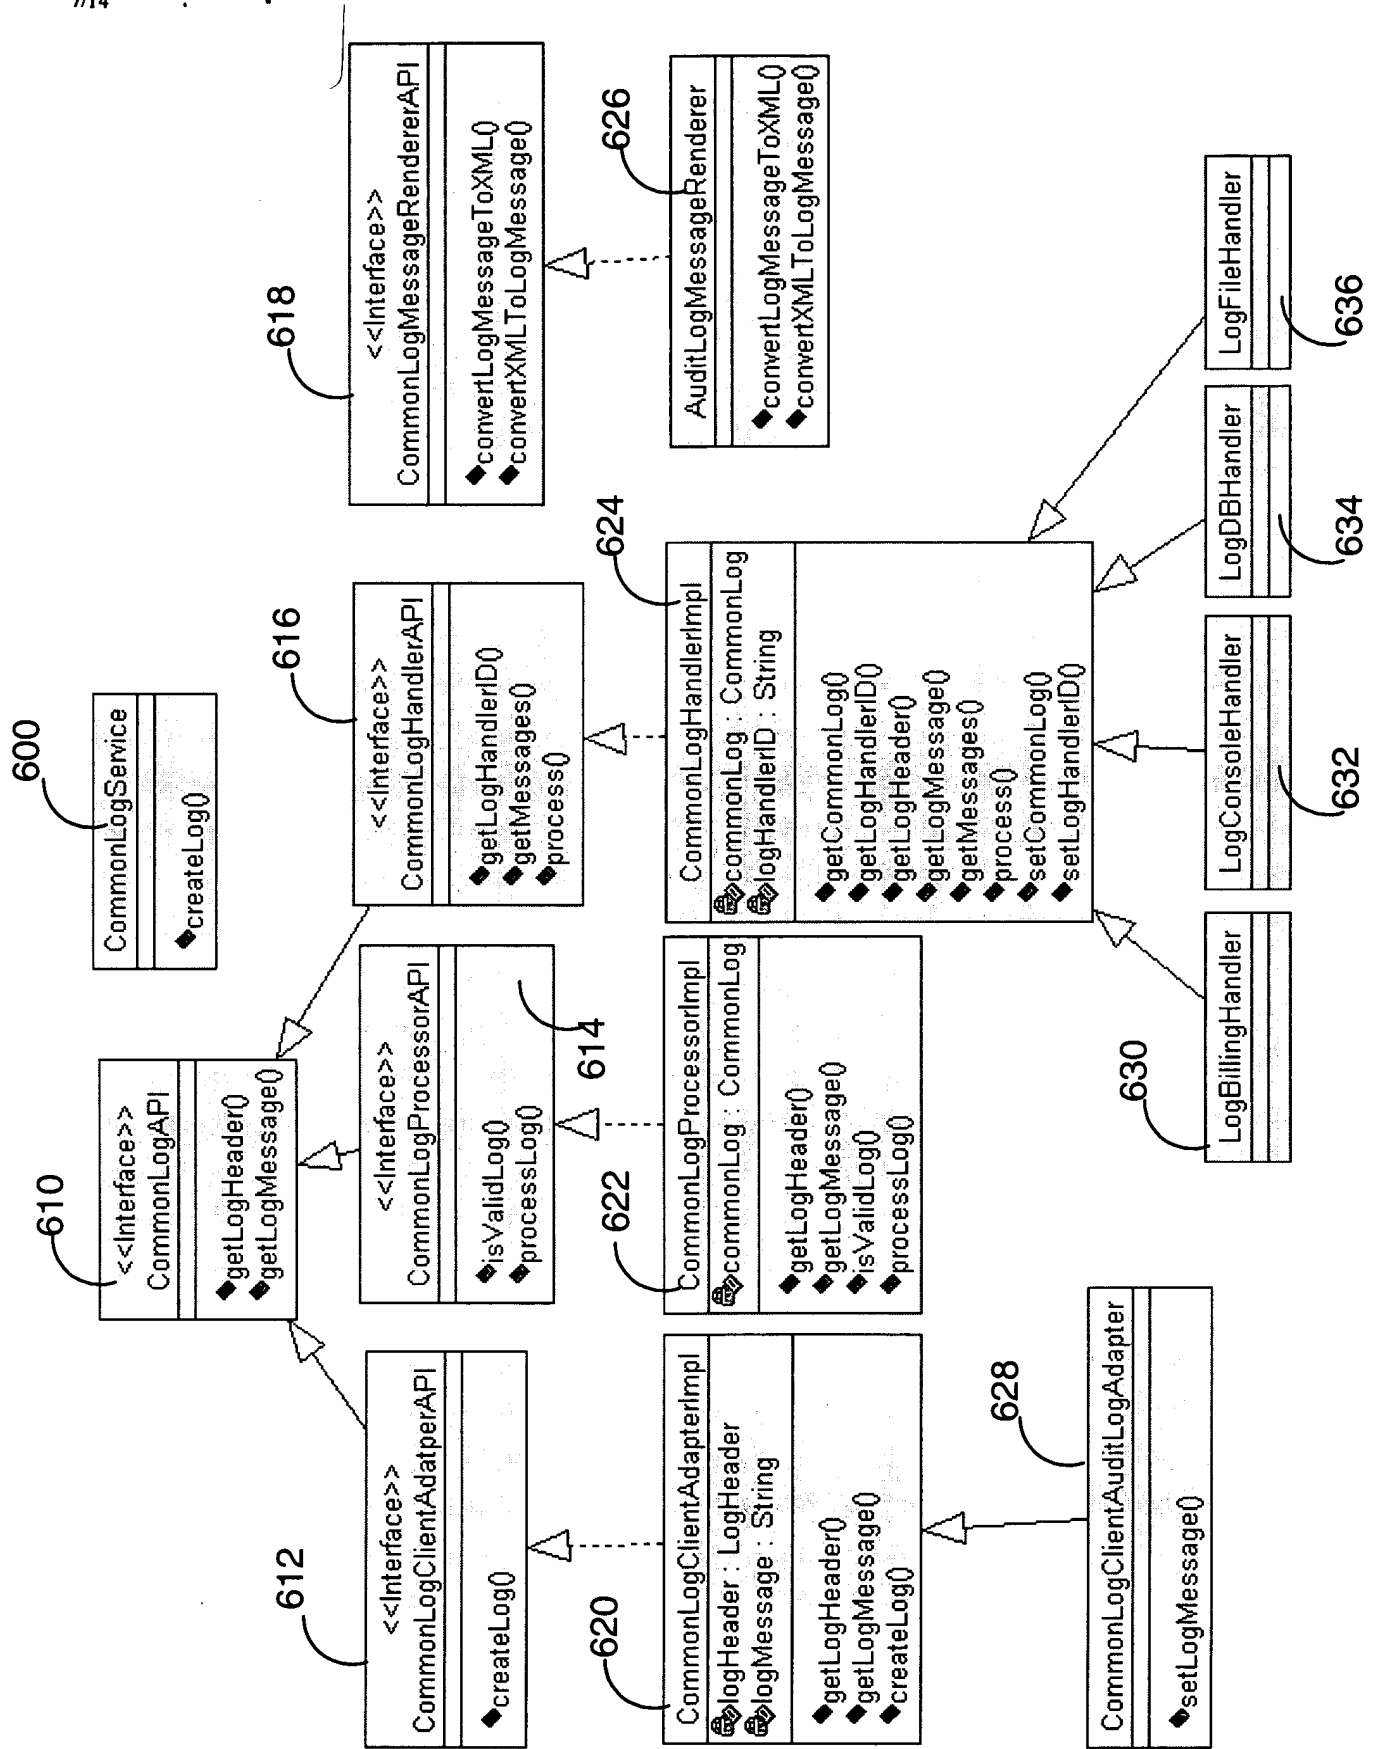 7/14
600
CommonLogService
createLog()
610
<<Interface>>
CommonLogAPI
getLogHeader()
getLogMessage()
612
<<Interface>>
CommonLogClientAdatperAPI
createLog()
<<Interface>>
CommonLogProcessorAPI
isValidLog()
processLog()
614
616
<<Interface>>
CommonLogHandlerAPI
getLogHandlerID()
getMessages()
process()
618
<<Interface>>
CommonLogMessageRendererAPI
convertLogMessageToXML()
convertXMLToLogMessage()
620
CommonLogClientAdapterImpl
logHeader : LogHeader
logMessage : String
getLogHeader()
getLogMessage()
createLog()
622
CommonLogProcessorImpl
commonLog : CommonLog
getLogHeader()
getLogMessage()
isValidLog()
processLog()
624
CommonLogHandlerImpl
commonLog : CommonLog
logHandlerID : String
getCommonLog()
getLogHandlerID()
getLogHeader()
getLogMessage()
getMessages()
process()
setCommonLog()
setLogHandlerID()
626
AuditLogMessageRenderer
convertLogMessageToXML()
convertXMLToLogMessage()
628
CommonLogClientAuditLogAdapter
setLogMessage()
630
LogBillingHandler
LogConsoleHandler
632
LogDBHandler
634
LogFileHandler
636